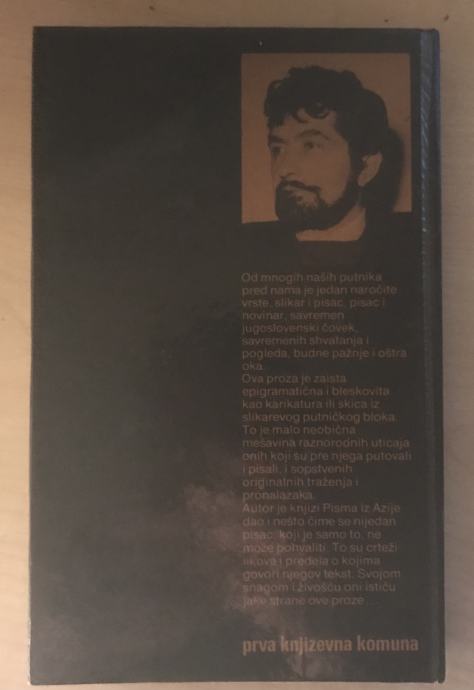 Od mnogih naših putnika
pred nama je jedan naročite
vrste, slikar i pisac, pisac i
novinar, savremen
jugoslovenski čovek,
savremenih shvatanja i
pogleda, budne pažnje i oštra
oka.
Ova proza je zaista
epigramatična i bleskovita
kao karikatura ili skica iz
slikarevog putničkog bloka.
To je malo neobična
mešavina raznorodnih uticaja
onih koji su pre njega putovali
i pisali, i sopstvenih
originalnih traženja i
pronalazaka.
Autor je knjizi Pisma iz Azije
dao i nešto čime se nijedan
pisac, koji je samo to, ne
može pohvaliti. To su crteži
likova i predela o kojima
govori njegov tekst. Svojom
snagom i živošću oni ističu
jake strane ove proze...
prva književna komuna